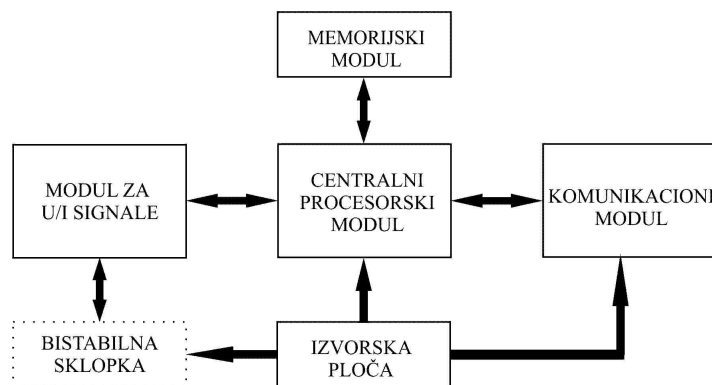 MEMORIJSKI
MODUL
MODUL ZA
U/I SIGNALE
CENTRALNI
PROCESORSKI
MODUL
KOMUNIKACIONI
MODUL
BISTABILNA
SKLOPKA
IZVORSKA
PLOČA